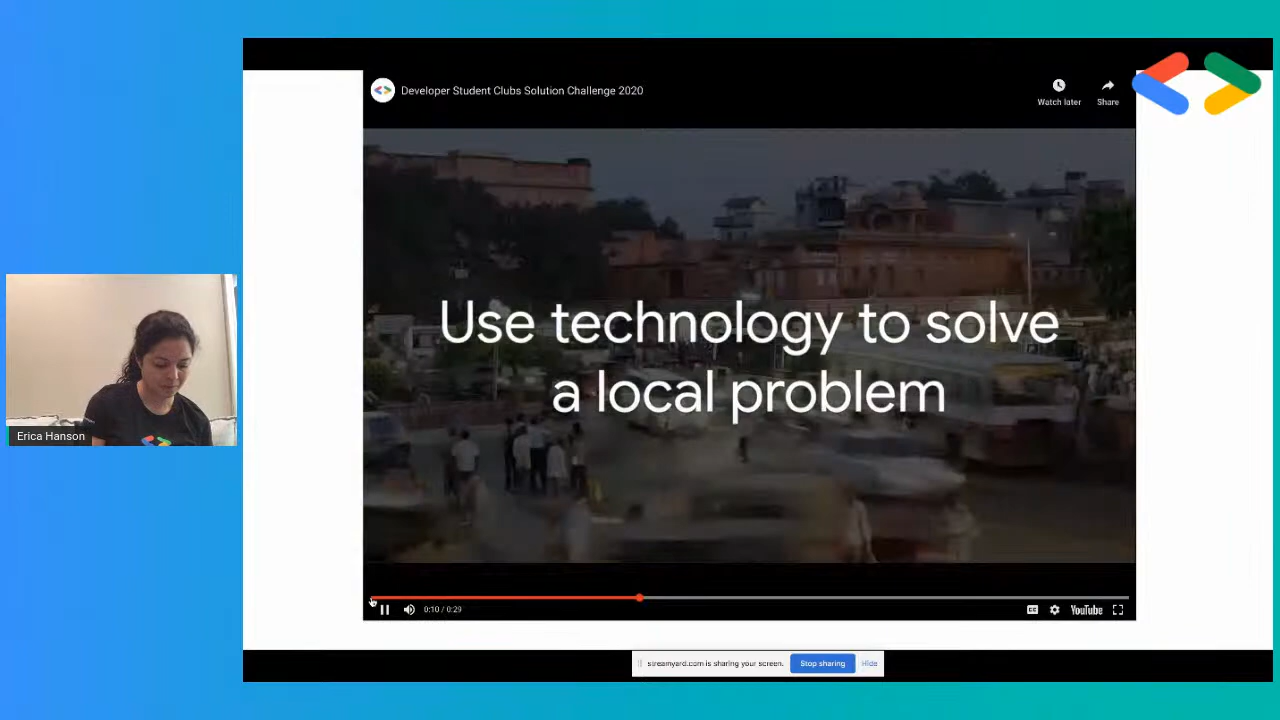 Developer Student Clubs Solution Challenge 2020
Watch later
Share
Use technology to solve
a local problem
Erica Hanson
0:10 / 0:29
CC
YouTube
streamyard.com is sharing your screen.
Stop sharing
Hide